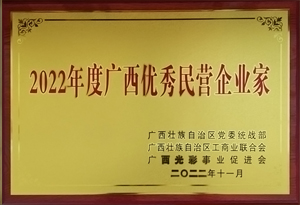 2022年度广西优秀民营企业家
广西壮族自治区党委统战部
广西壮族自治区工商业联合会
广西光彩事业促进会
二〇二二年十一月